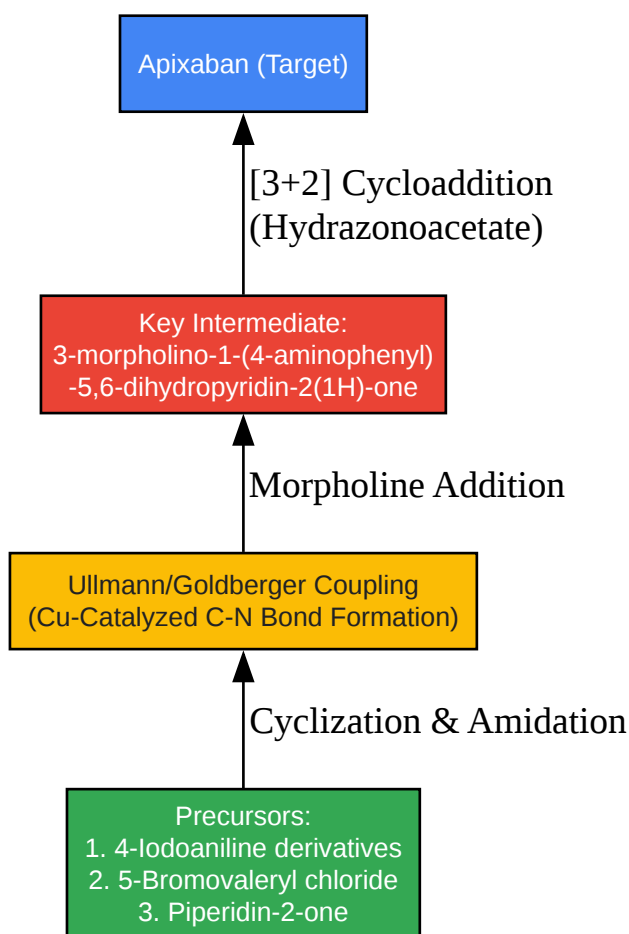 Apixaban (Target)
[3+2] Cycloaddition
(Hydrazonoacetate)
Key Intermediate:
3-morpholino-1-(4-aminophenyl)
-5,6-dihydropyridin-2(1H)-one
Morpholine Addition
Ullmann/Goldberger Coupling
(Cu-Catalyzed C-N Bond Formation)
Cyclization & Amidation
Precursors:
1. 4-Iodoaniline derivatives
2. 5-Bromovaleryl chloride
3. Piperidin-2-one